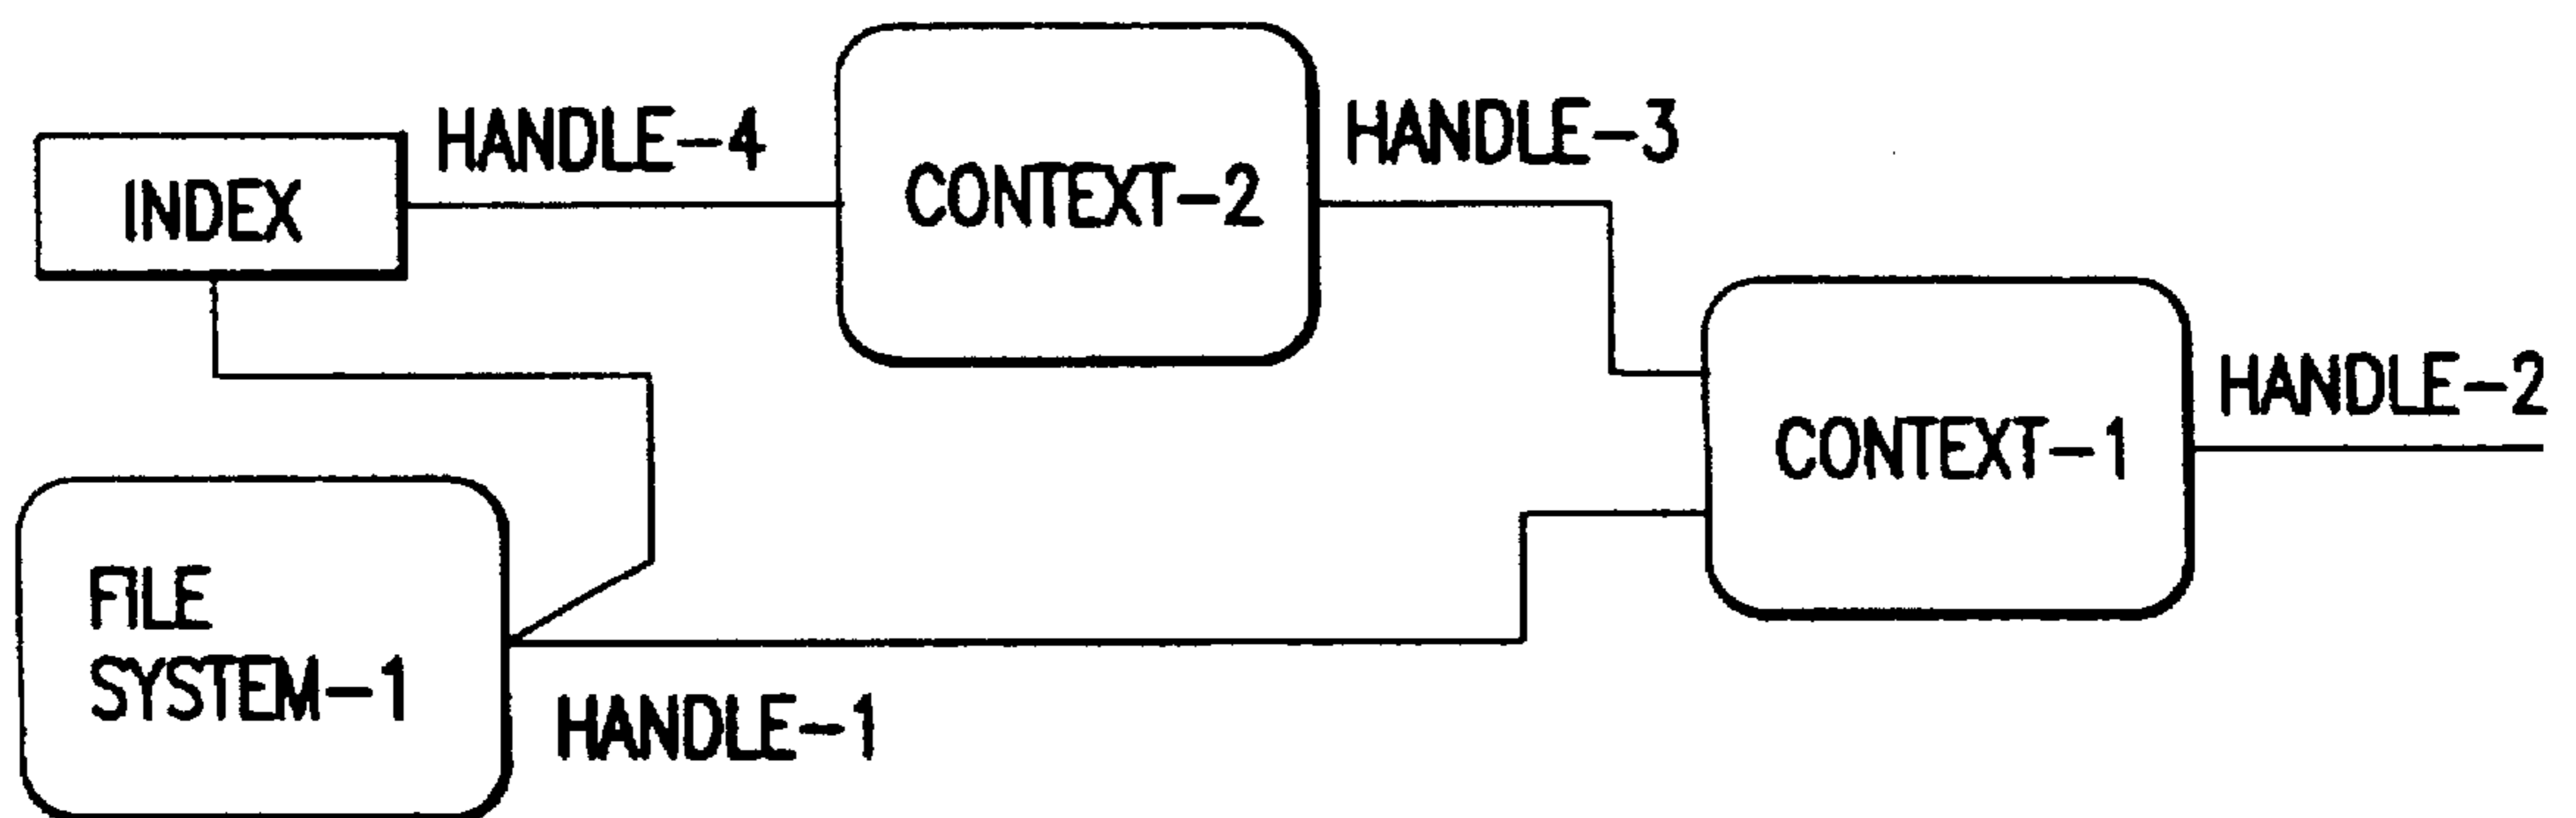 HANDLE-4
HANDLE-3
INDEX
CONTEXT-2
HANDLE-2
CONTEXT-1
FILE
SYSTEM-1
HANDLE-1